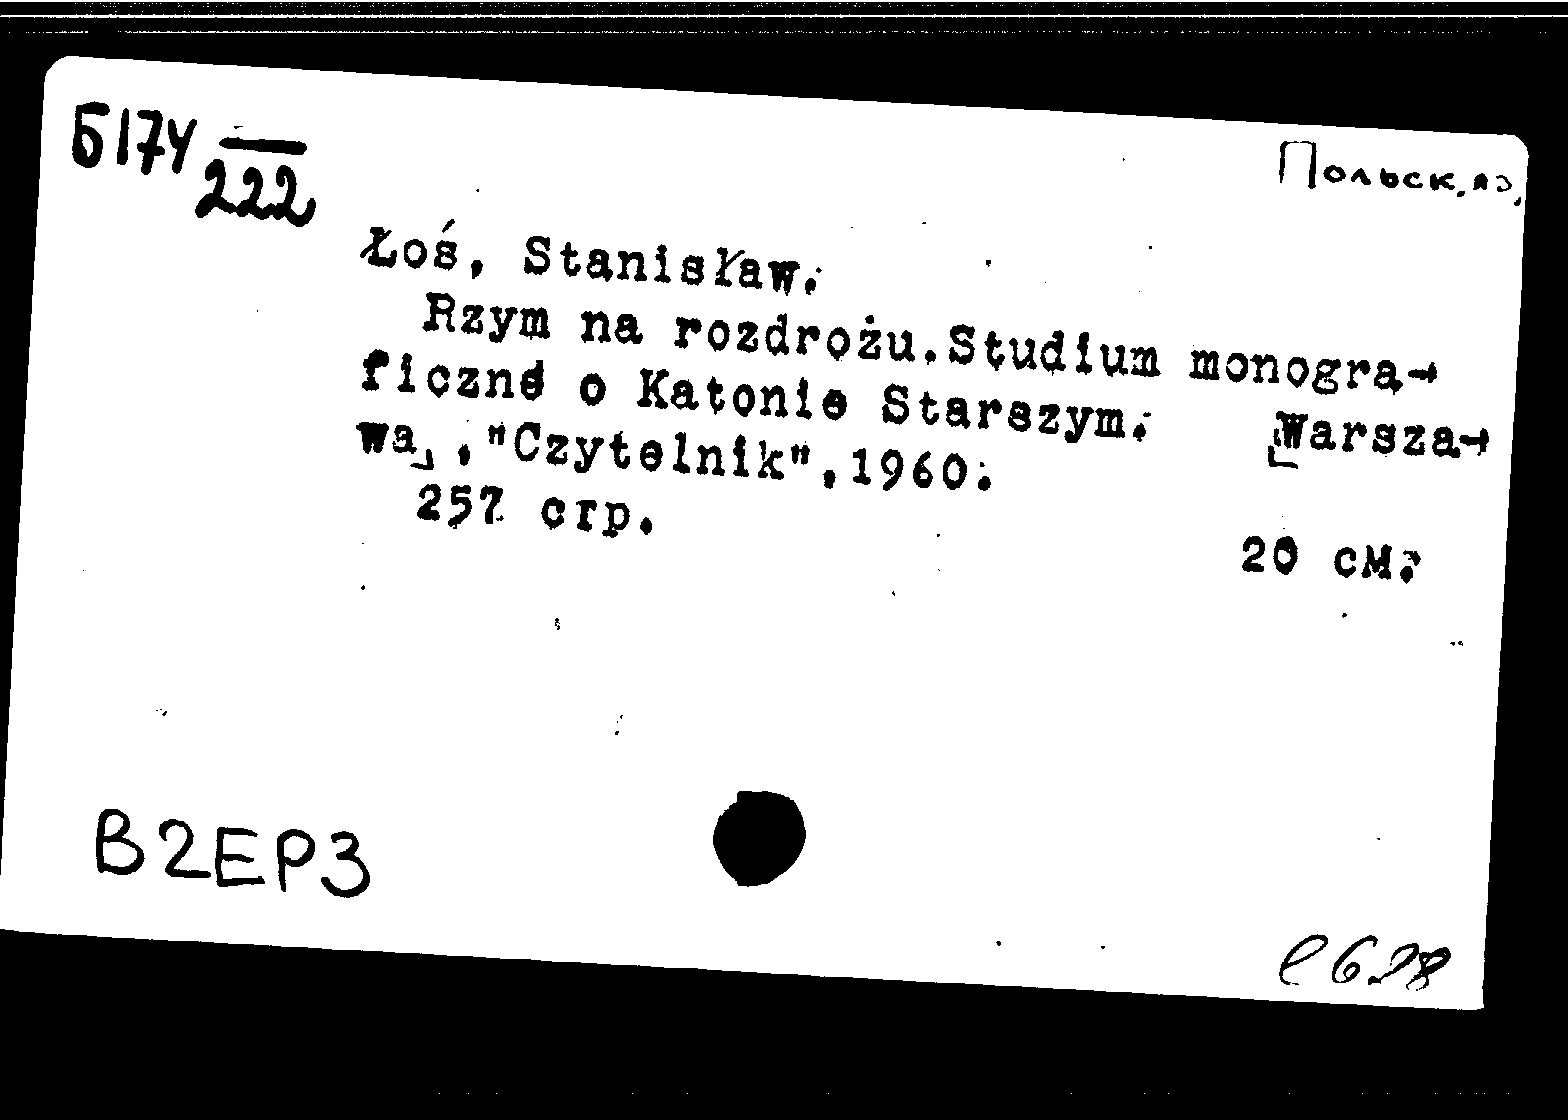 Б174
222
Польск. яз.
Łoś, Stanisław.
Rzym na rozdrożu. Studium monogra-
ficzne o Katonie Starszym. [Warsza-
wa], "Czytelnik", 1960.
257 стр.
20 см.
B2EP3